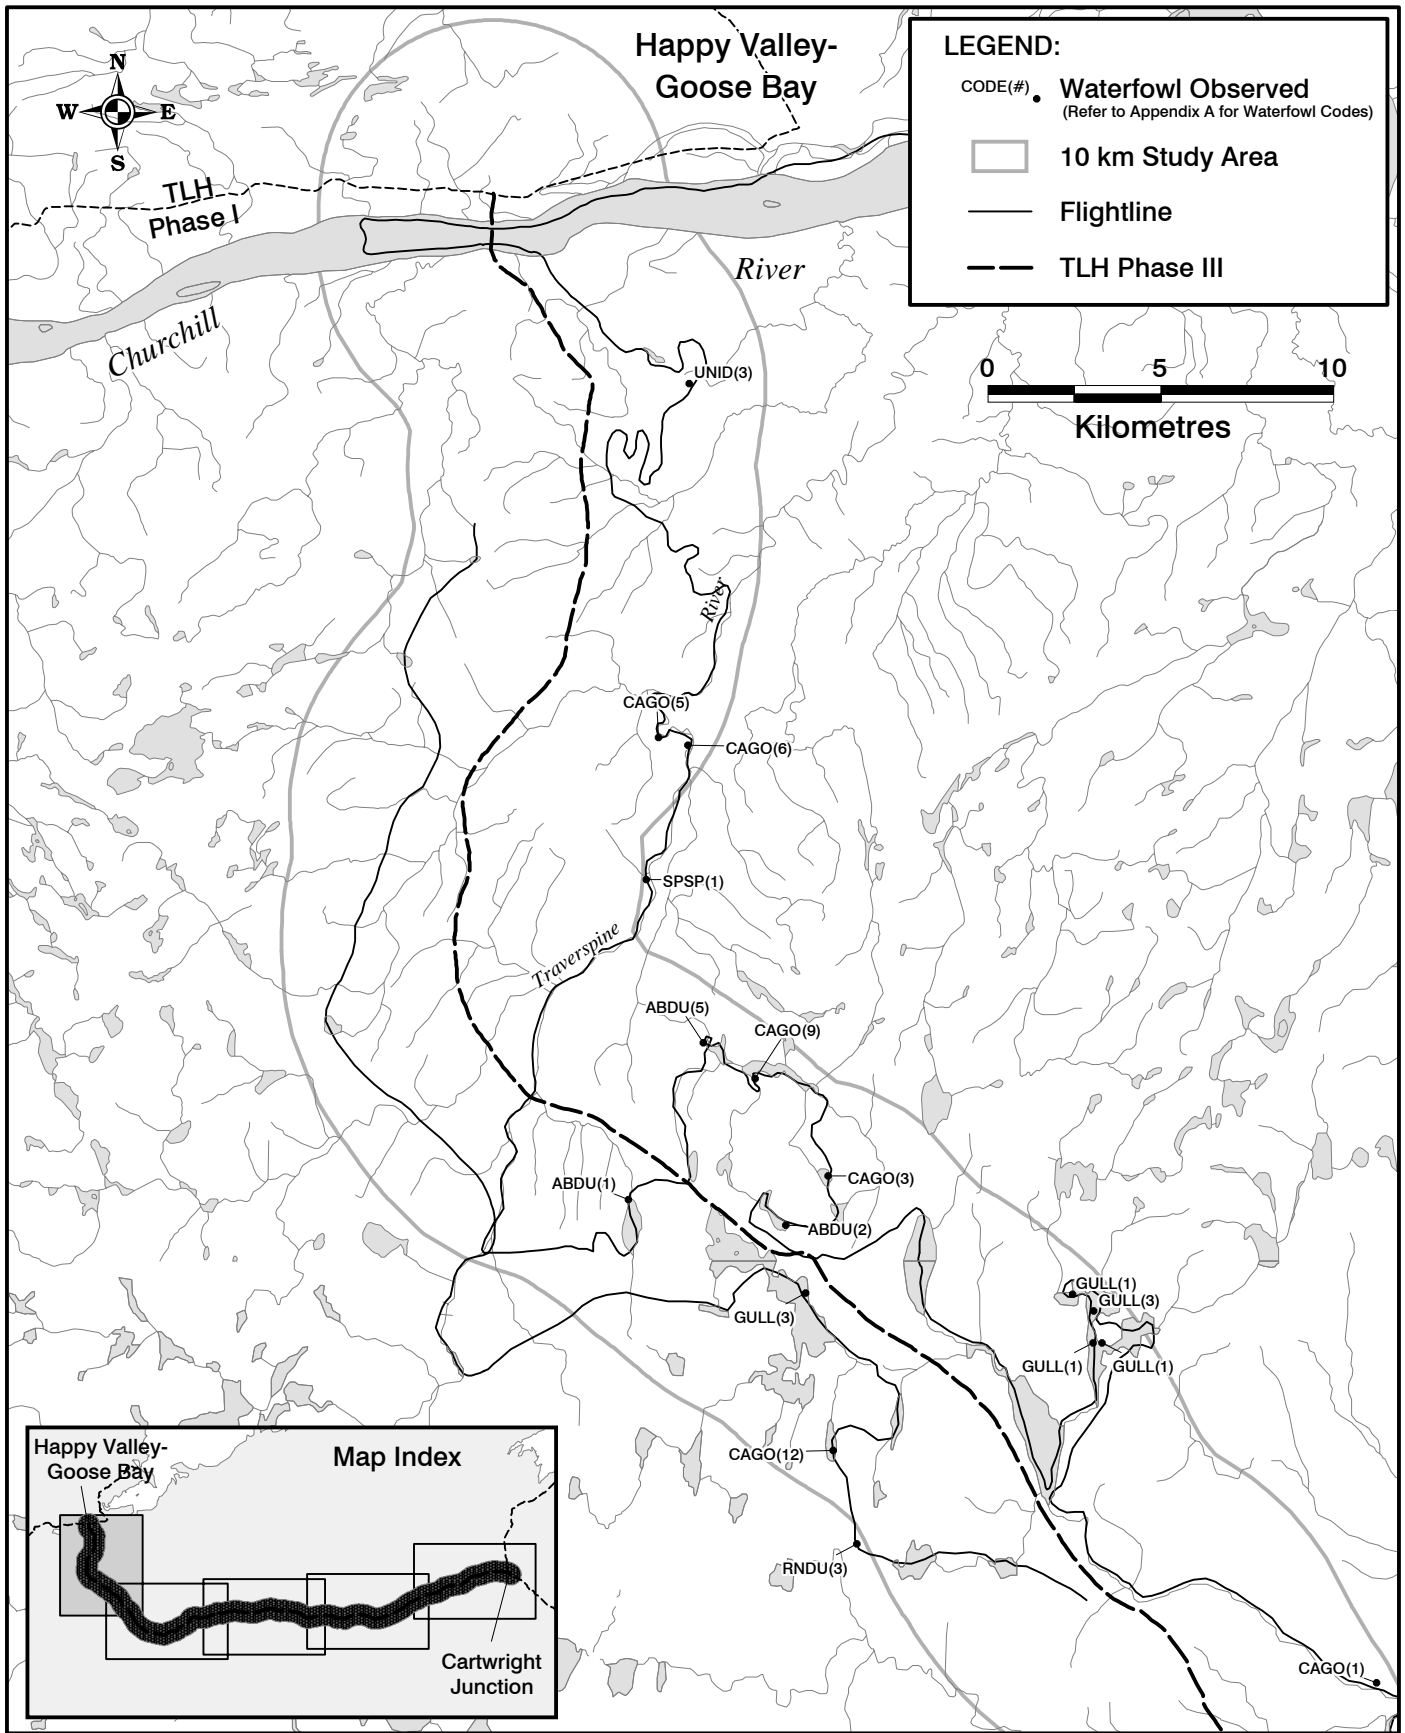 Happy Valley-
Goose Bay
LEGEND:
CODE(#)
Waterfowl Observed
(Refer to Appendix A for Waterfowl Codes)
10 km Study Area
Flightline
TLH Phase III
N
W E
S
TLH
Phase I
River
Churchill
0 5 10
Kilometres
UNID(3)
River
CAGO(5)
CAGO(6)
SPSP(1)
Traverspine
ABDU(5)
CAGO(9)
ABDU(1)
CAGO(3)
ABDU(2)
GULL(1)
GULL(3)
GULL(3)
GULL(1)
GULL(1)
CAGO(12)
RNDU(3)
CAGO(1)
Happy Valley-
Goose Bay
Map Index
Cartwright
Junction